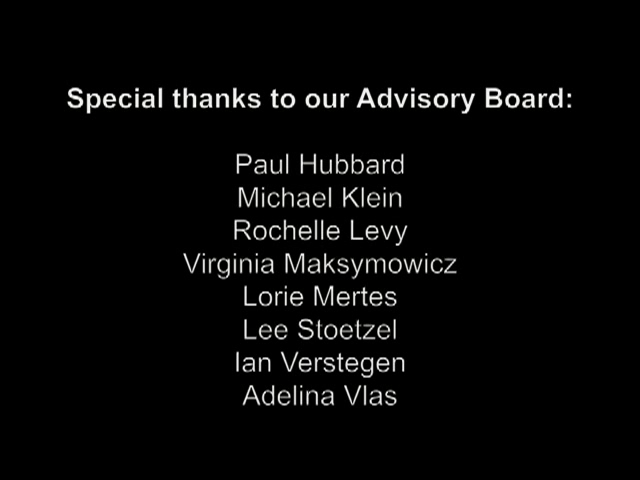 Special thanks to our Advisory Board:
Paul Hubbard
Michael Klein
Rochelle Levy
Virginia Maksymowicz
Lorie Mertes
Lee Stoetzel
Ian Verstegen
Adelina Vlas